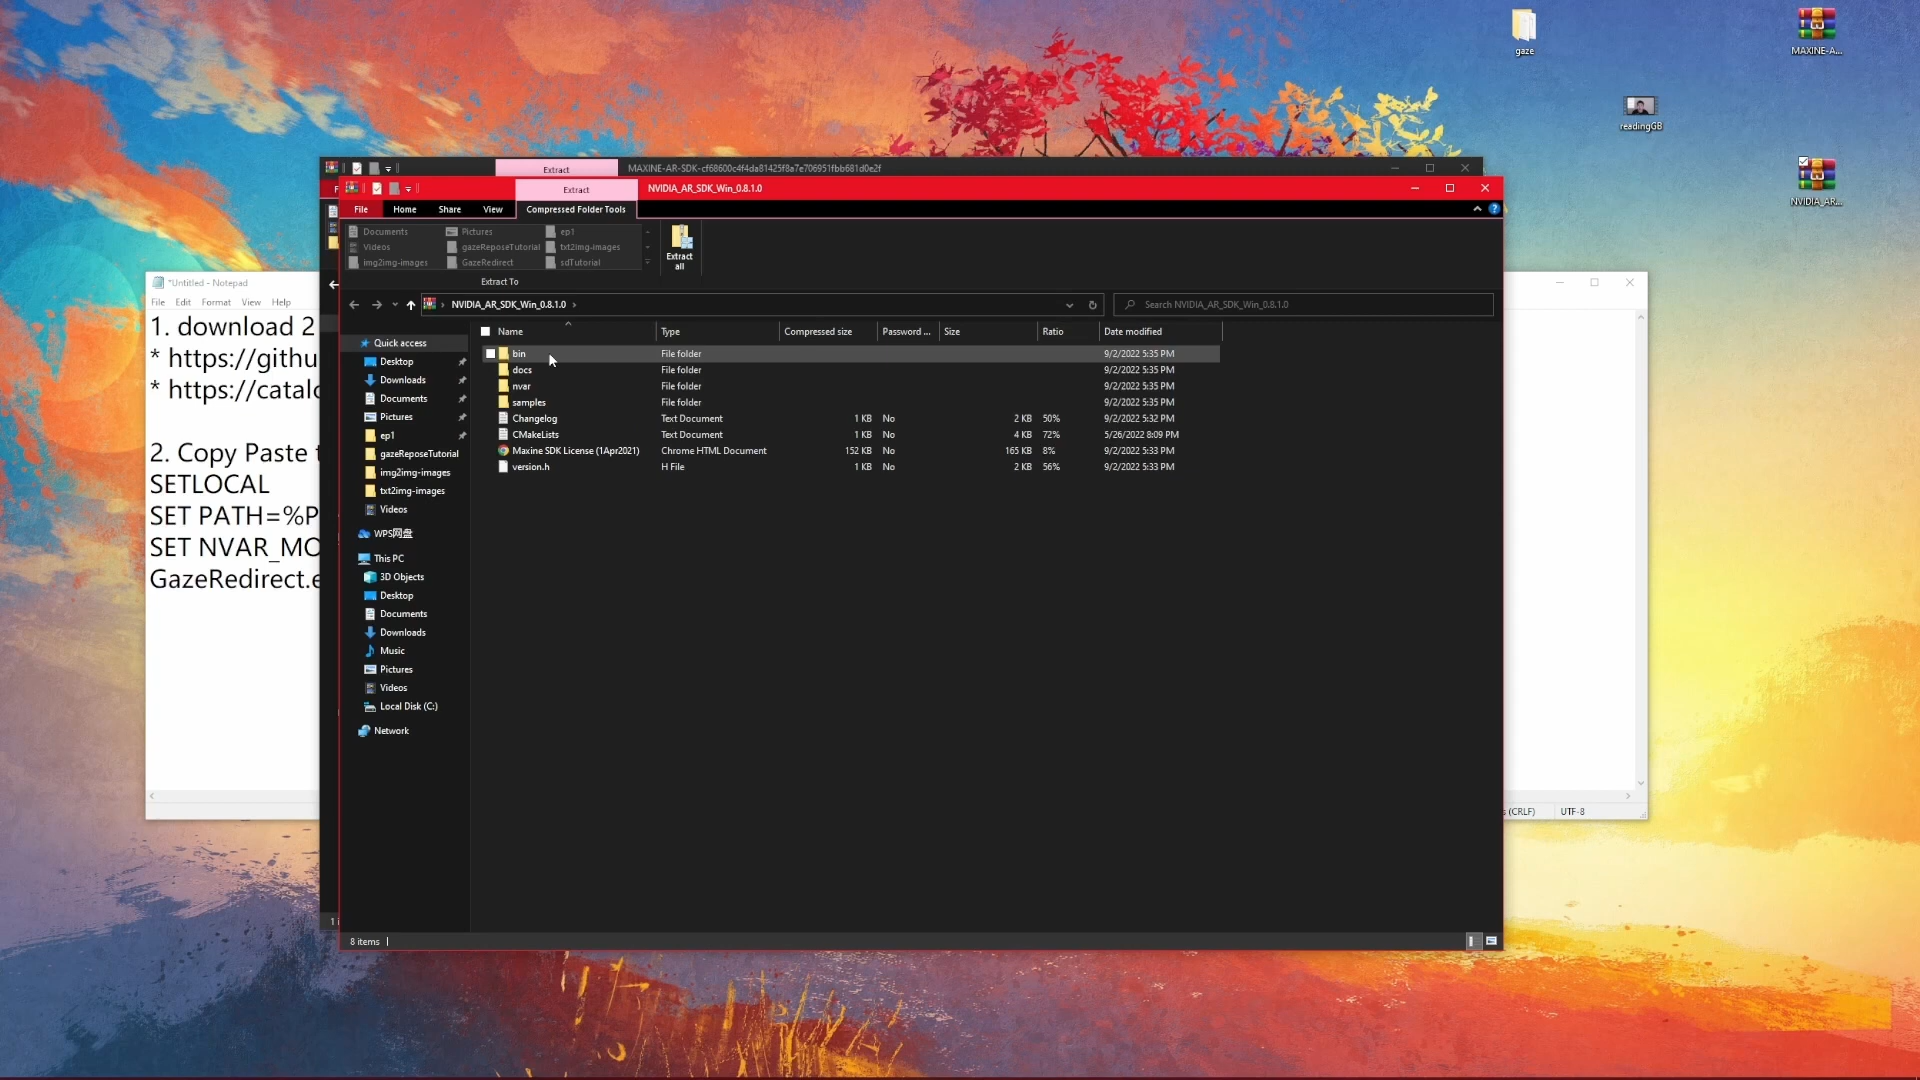 gaze
MAXINE-A...
readingGB
NVIDIA_AR...
Extract
MAXINE-AR-SDK-cf68600c4f4da81425f8a7e706951fbb681d0e2f
Extract
NVIDIA_AR_SDK_Win_0.8.1.0
File Home Share View Compressed Folder Tools
Documents Pictures ep1
Videos gazeReposeTutorial txt2img-images
img2img-images GazeRedirect sdTutorial
Extract all
Extract To
NVIDIA_AR_SDK_Win_0.8.1.0
Search NVIDIA_AR_SDK_Win_0.8.1.0
Name Type Compressed size Password ... Size Ratio Date modified
bin File folder 9/2/2022 5:35 PM
docs File folder 9/2/2022 5:35 PM
nvar File folder 9/2/2022 5:35 PM
samples File folder 9/2/2022 5:35 PM
Changelog Text Document 1 KB No 2 KB 50% 9/2/2022 5:32 PM
CMakeLists Text Document 1 KB No 4 KB 72% 5/26/2022 8:09 PM
Maxine SDK License (1Apr2021) Chrome HTML Document 152 KB No 165 KB 8% 9/2/2022 5:33 PM
version.h H File 1 KB No 2 KB 56% 9/2/2022 5:33 PM
Quick access
Desktop
Downloads
Documents
Pictures
ep1
gazeReposeTutorial
img2img-images
txt2img-images
Videos
WPS网盘
This PC
3D Objects
Desktop
Documents
Downloads
Music
Pictures
Videos
Local Disk (C:)
Network
8 items
*Untitled - Notepad
File Edit Format View Help
1. download 2
* https://githu
* https://catalo
2. Copy Paste t
SETLOCAL
SET PATH=%P
SET NVAR_MO
GazeRedirect.e
(CRLF) UTF-8